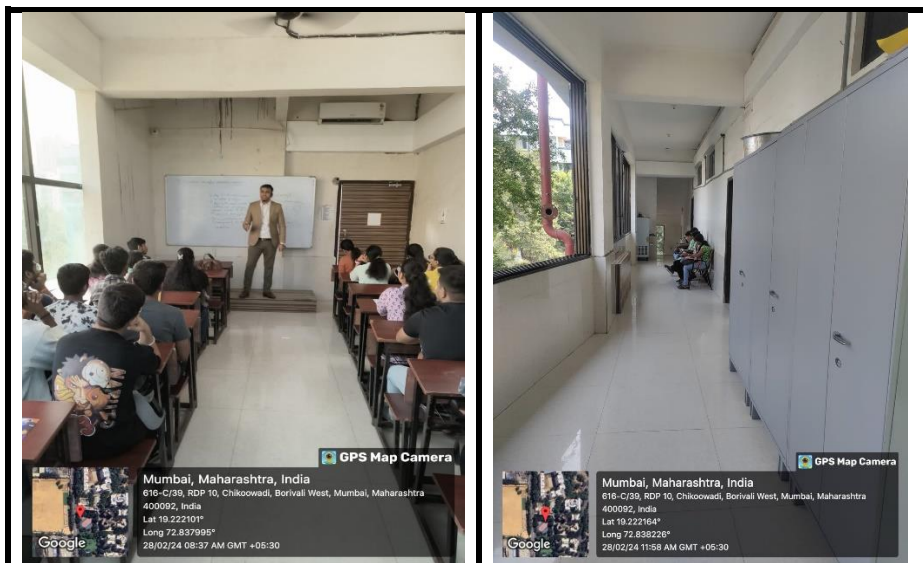 GPS Map Camera
Mumbai, Maharashtra, India
616-C/39, RDP 10, Chikoowadi, Borivali West, Mumbai, Maharashtra
400092, India
Lat 19.222101°
Long 72.837995°
28/02/24 08:37 AM GMT +05:30
Google
GPS Map Camera
Mumbai, Maharashtra, India
616-C/39, RDP 10, Chikoowadi, Borivali West, Mumbai, Maharashtra
400092, India
Lat 19.222164°
Long 72.838226°
28/02/24 11:58 AM GMT +05:30
Google